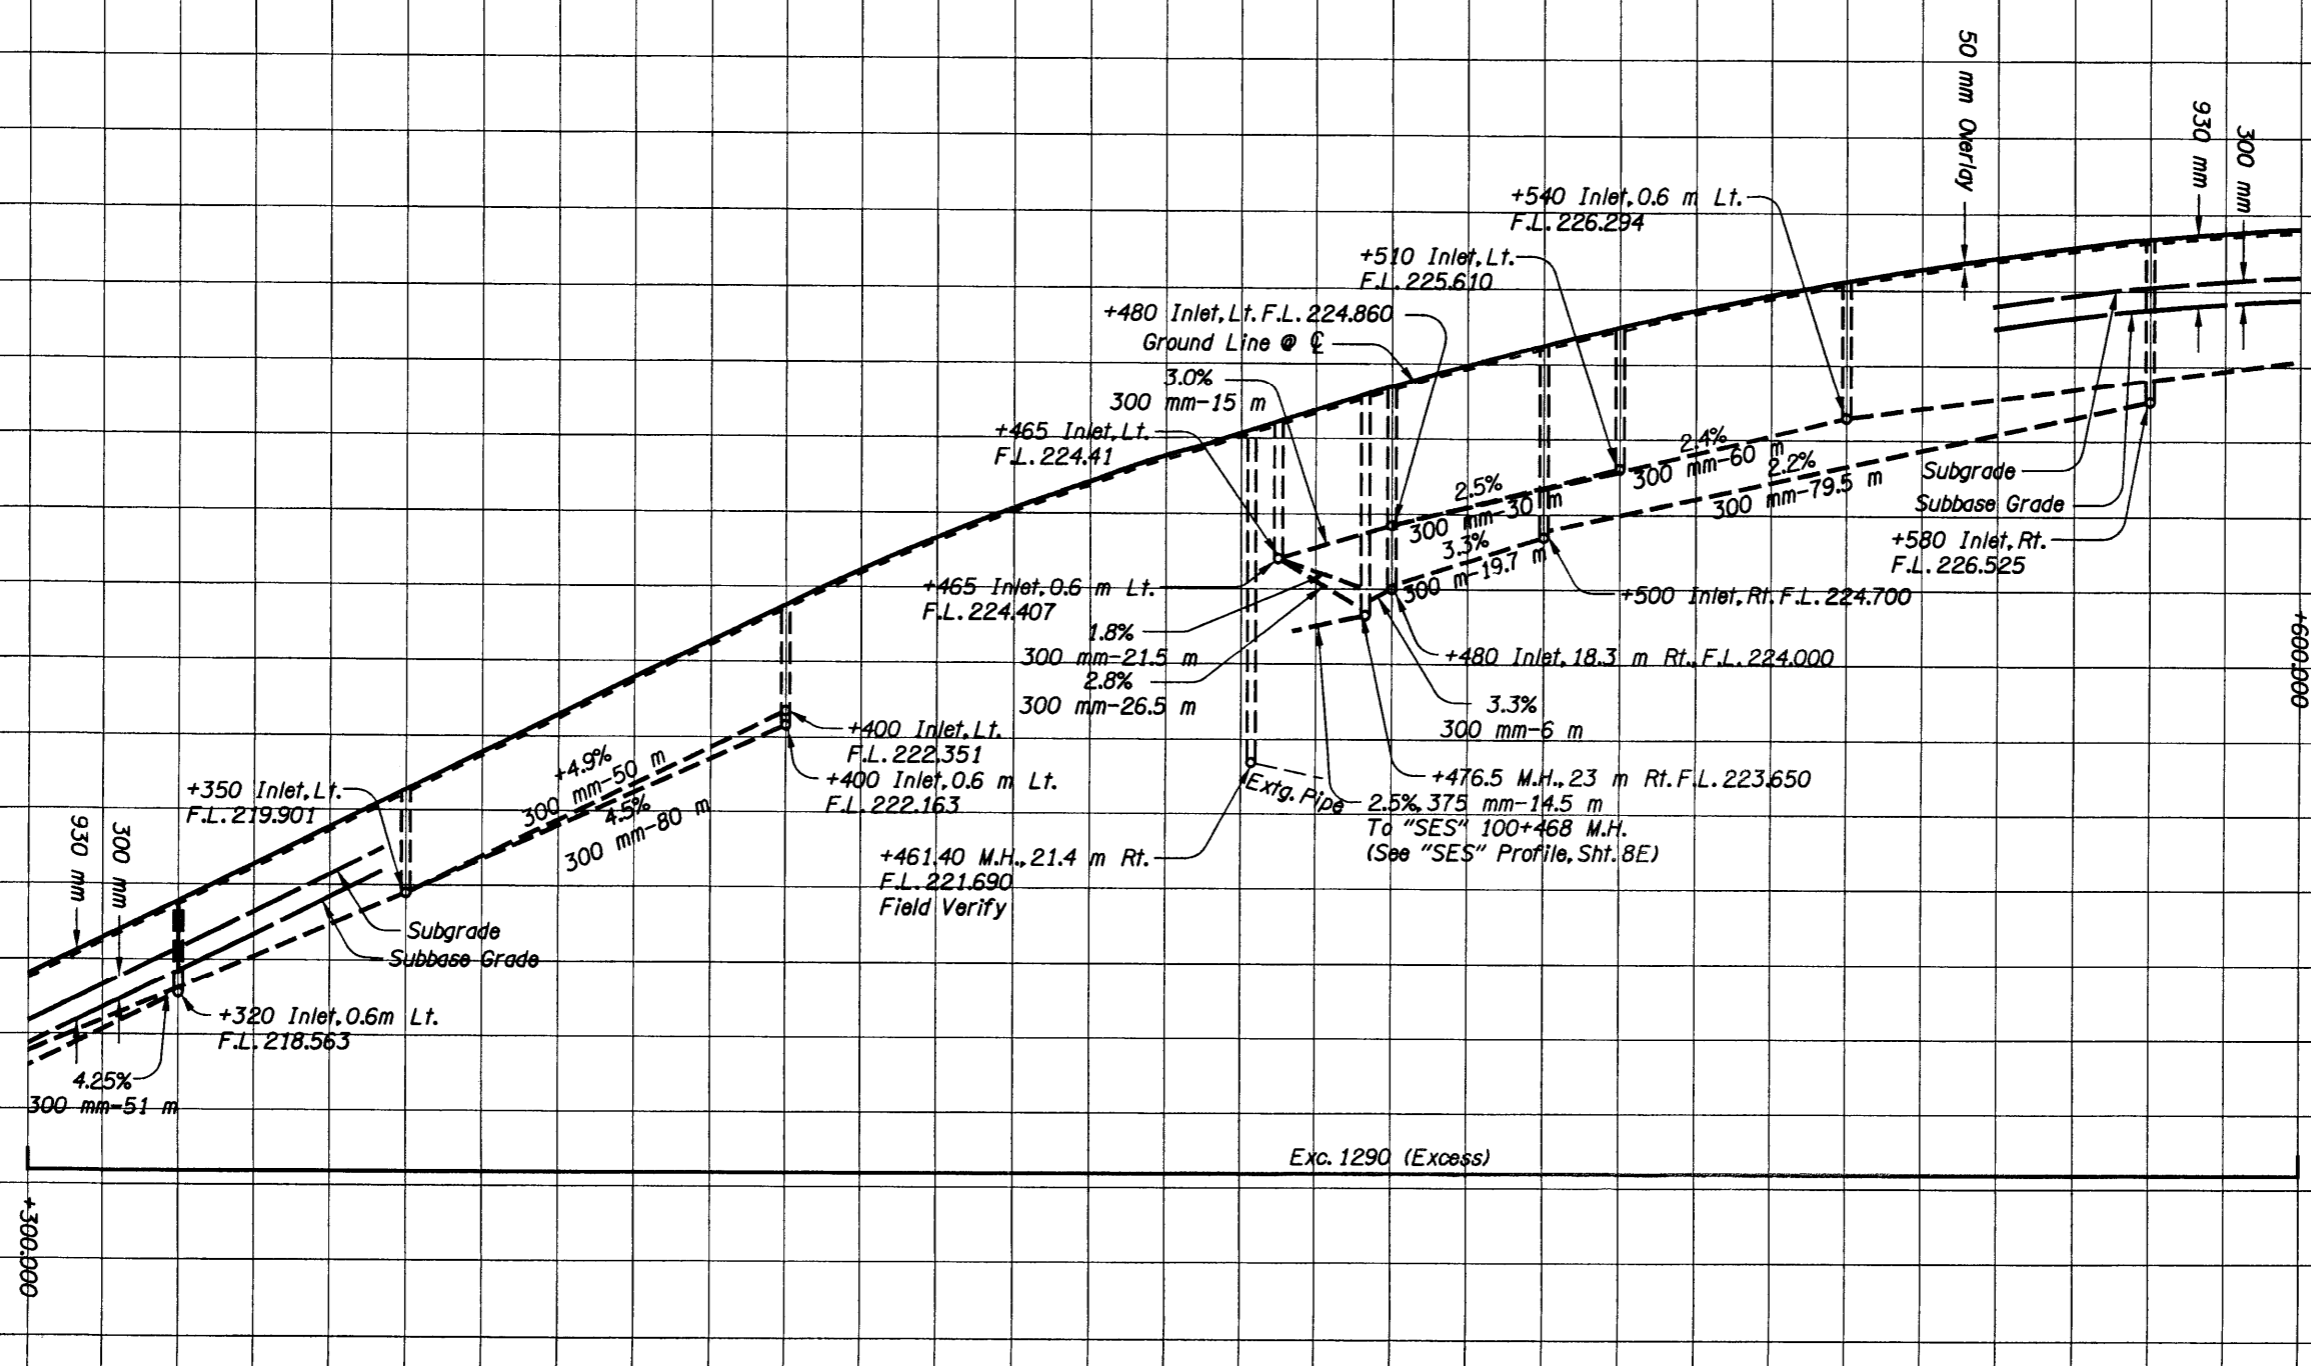 50 mm Overlay
930 mm
300 mm
+540 Inlet, 0.6 m Lt.
F.L. 226.294
+510 Inlet, Lt.
F.L. 225.610
+480 Inlet, Lt. F.L. 224.860
Ground Line @ ℄
3.0%
300 mm-15 m
+465 Inlet, Lt.
F.L. 224.41
2.4%
300 mm-60 m
2.2%
300 mm-79.5 m
2.5%
300 mm-30 m
3.3%
300 m-19.7 m
Subgrade
Subbase Grade
+580 Inlet, Rt.
F.L. 226.525
+465 Inlet, 0.6 m Lt.
F.L. 224.407
+500 Inlet, Rt. F.L. 224.700
1.8%
300 mm-21.5 m
2.8%
300 mm-26.5 m
+480 Inlet, 18.3 m Rt., F.L. 224.000
3.3%
300 mm-6 m
+600.000
+400 Inlet, Lt.
F.L. 222.351
+400 Inlet, 0.6 m Lt.
F.L. 222.163
+4.9%
300 mm-50 m
4.5%
300 mm-80 m
+476.5 M.H., 23 m Rt. F.L. 223.650
Extg. Pipe
2.5%, 375 mm-14.5 m
To "SES" 100+468 M.H.
(See "SES" Profile, Sht. 8E)
+350 Inlet, Lt.
F.L. 219.901
930 mm
300 mm
+461.40 M.H., 21.4 m Rt.
F.L. 221.690
Field Verify
Subgrade
Subbase Grade
+320 Inlet, 0.6m Lt.
F.L. 218.563
4.25%
300 mm-51 m
Exc. 1290 (Excess)
+300.000